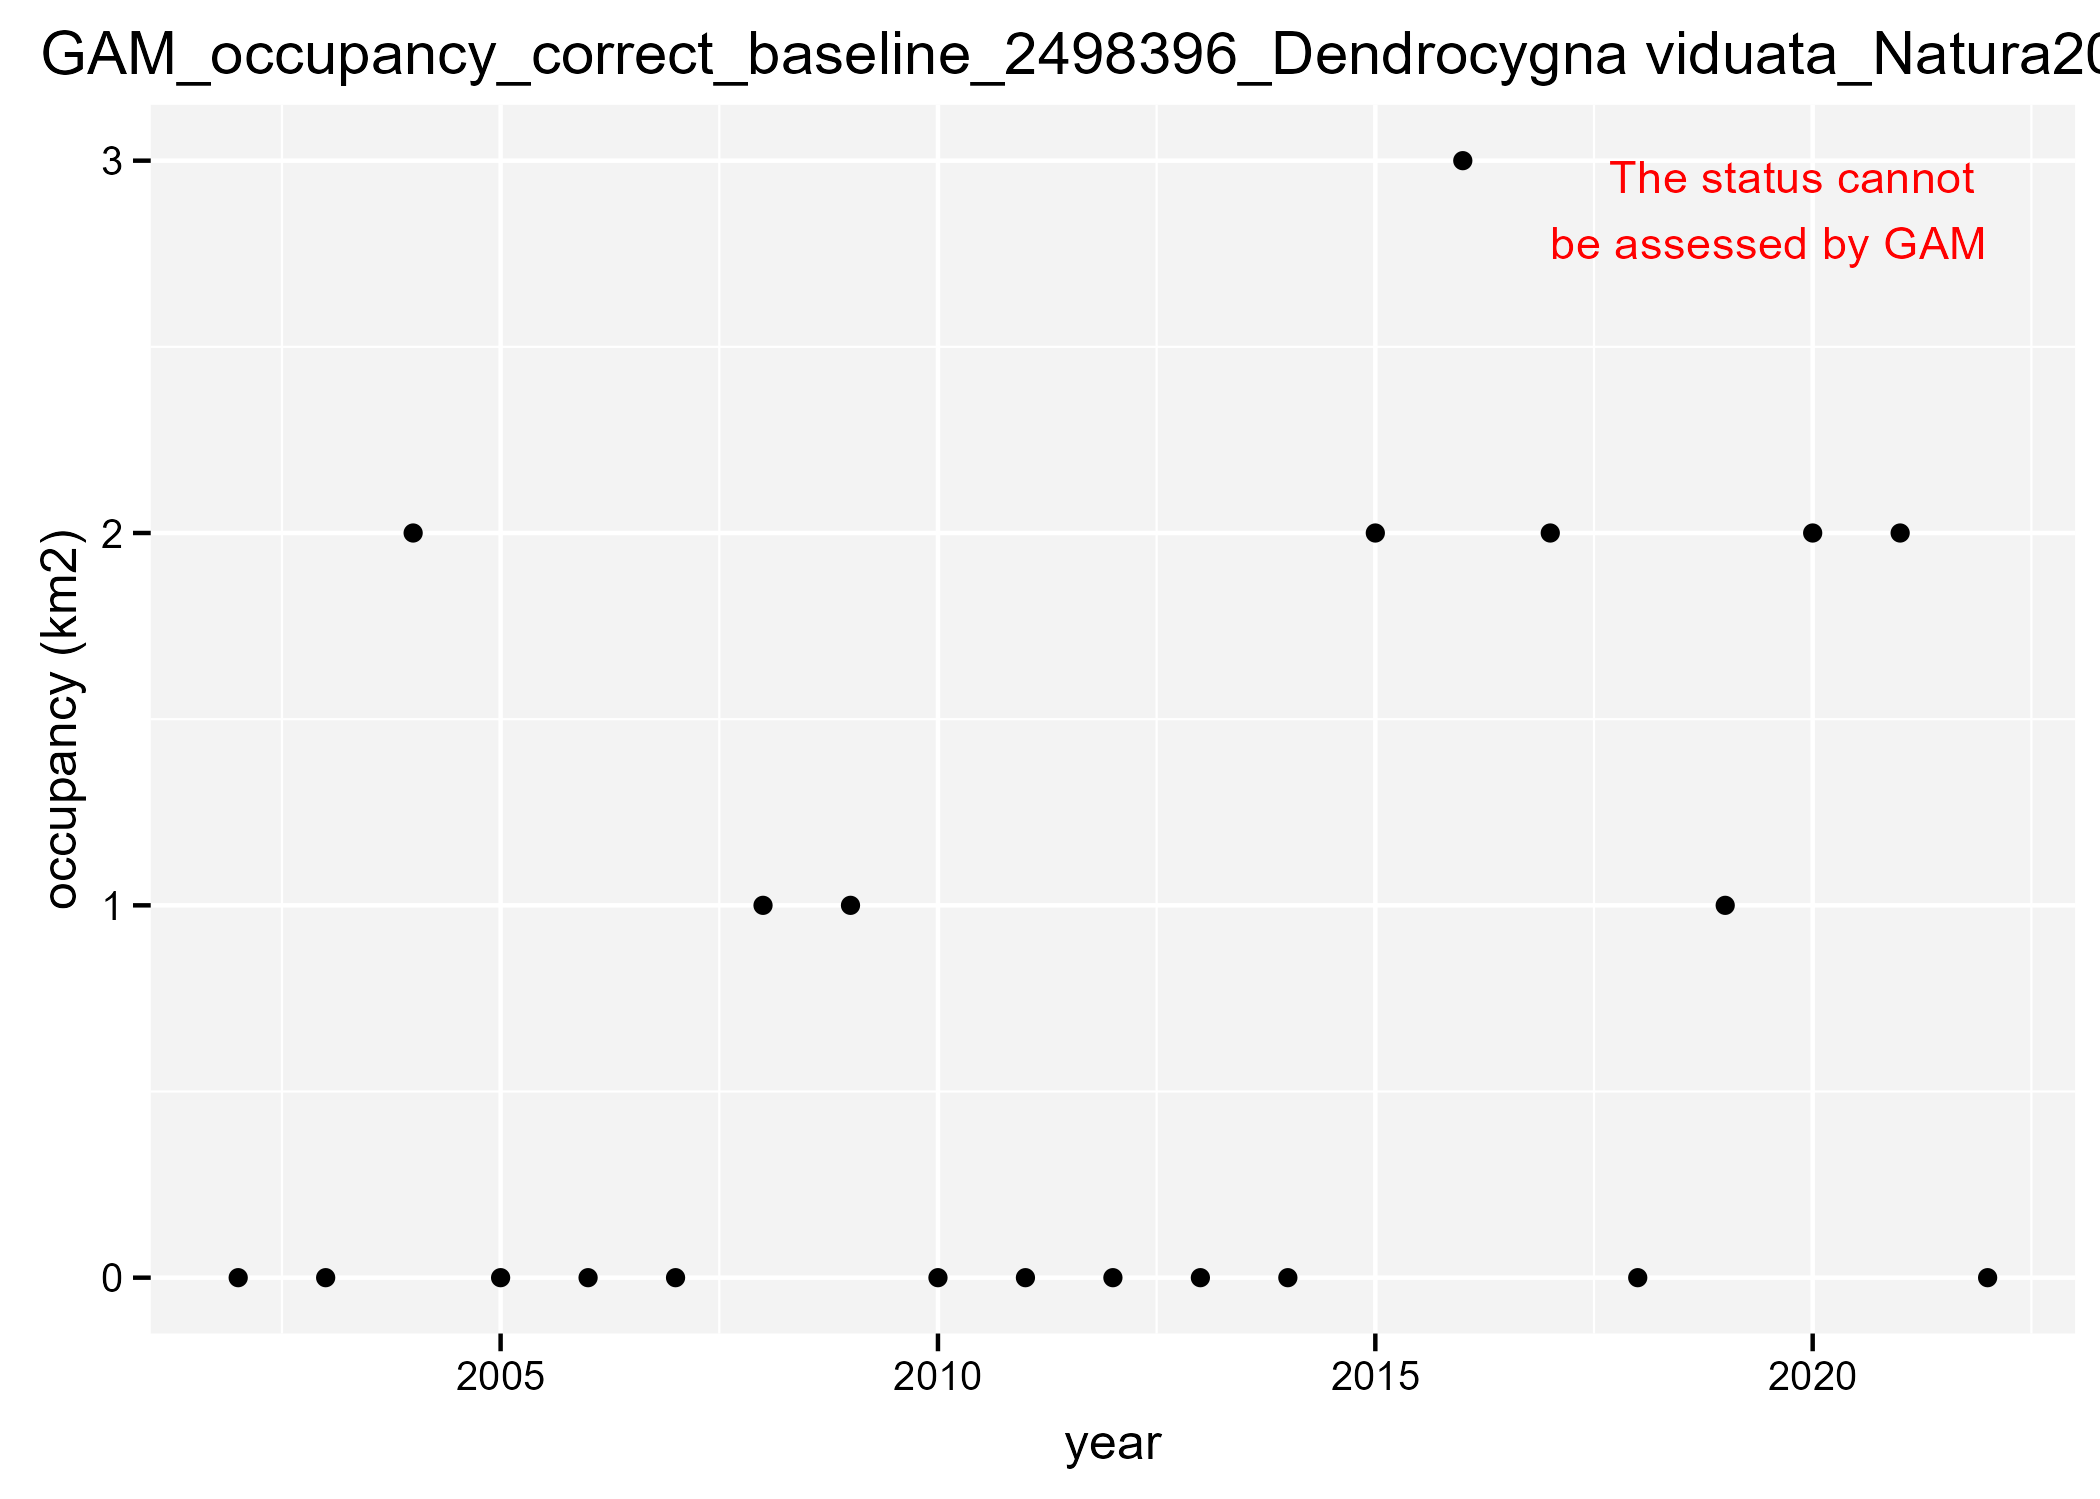 GAM_occupancy_correct_baseline_2498396_Dendrocygna viduata_Natura20
The status cannot
be assessed by GAM
occupancy (km2)
3
2
1
0
2005 2010 2015 2020
year